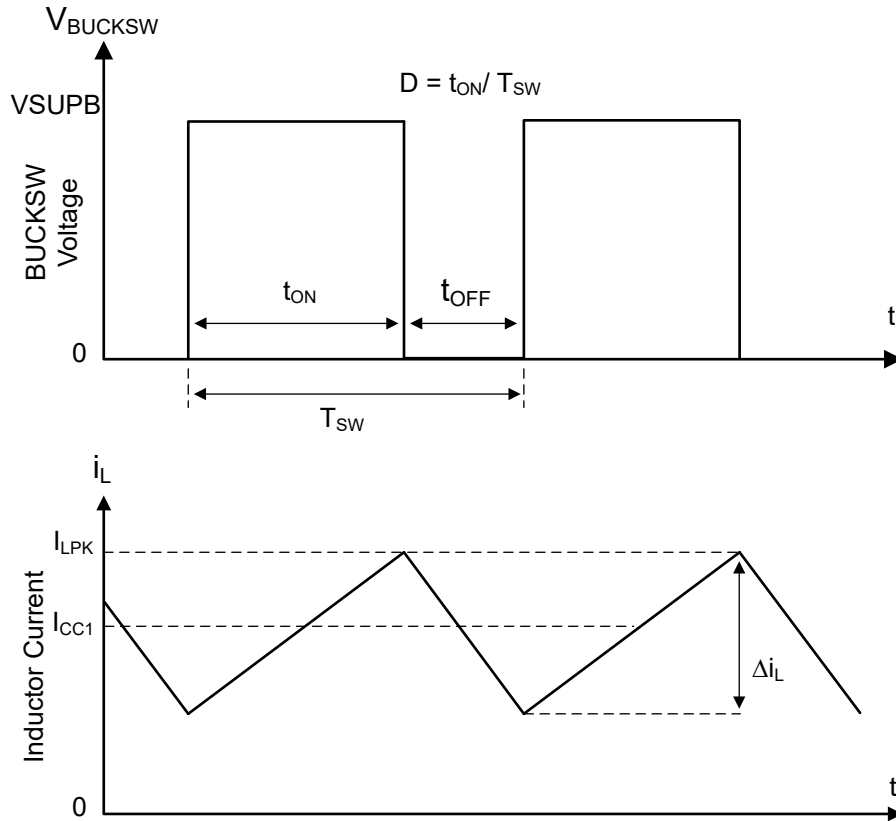 V_BUCKSW
D = t_ON/ T_SW
VSUPB
BUCKSW
Voltage
t_ON
t_OFF
t
0
T_SW
i_L
I_LPK
I_CC1
Inductor Current
Δi_L
0
t